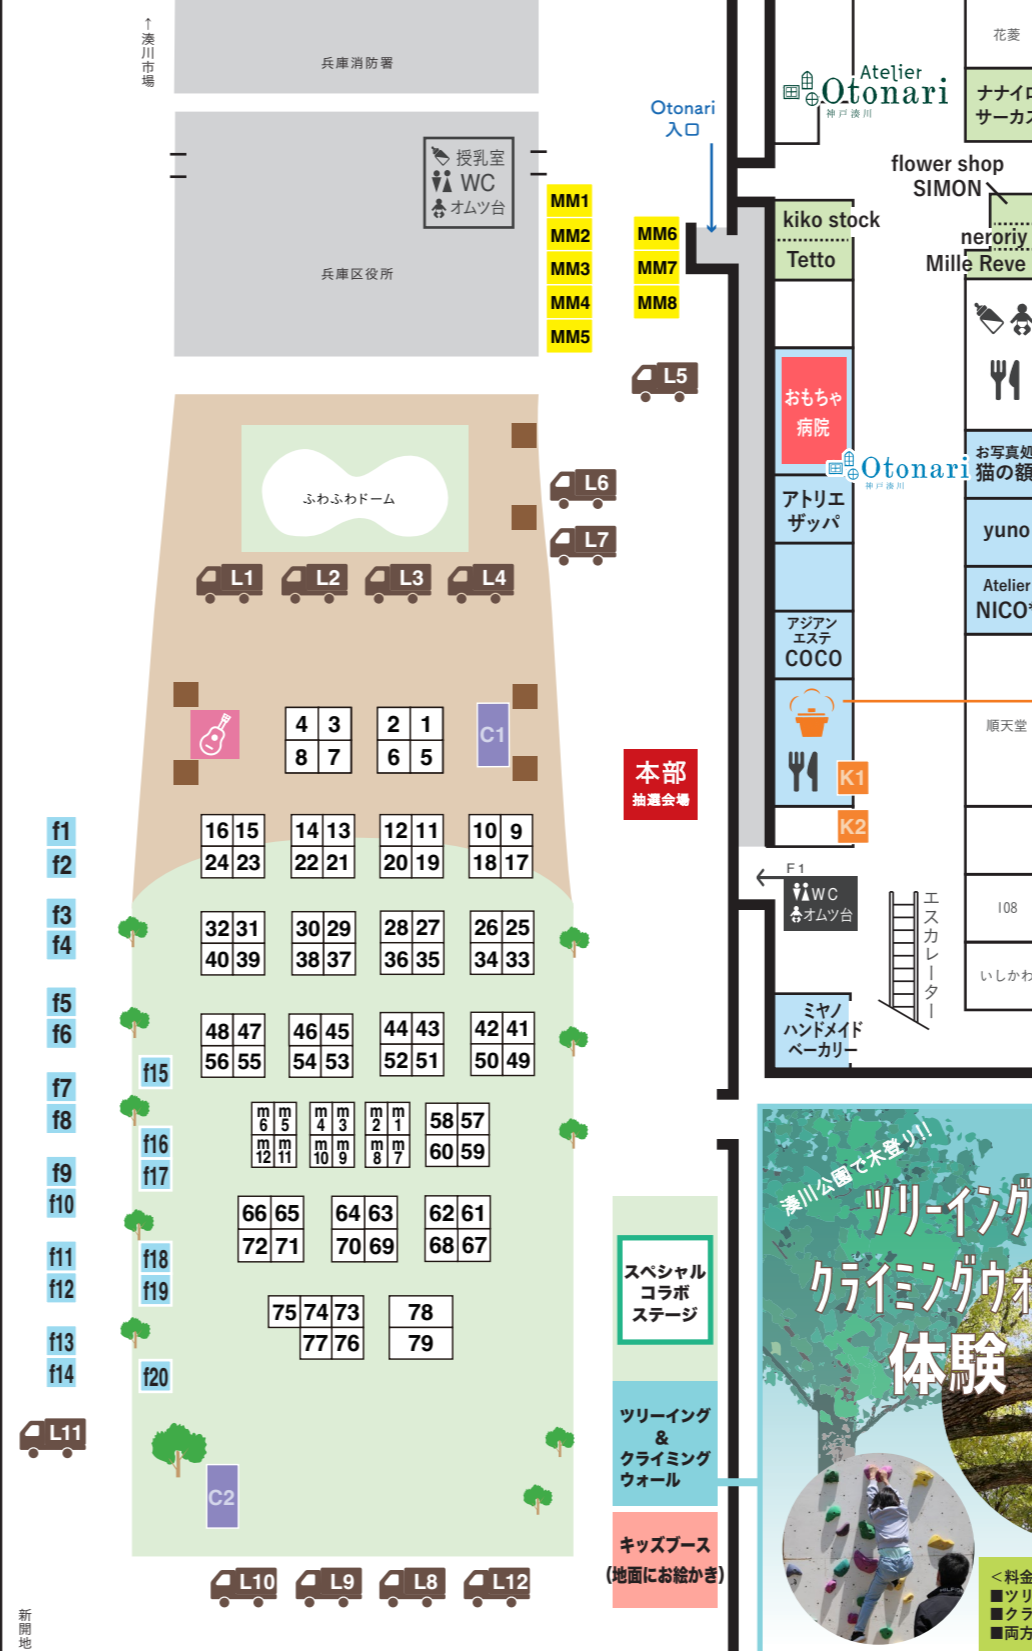 ↑湊川市場
兵庫消防署
授乳室
WC
オムツ台
兵庫区役所
MM1
MM2
MM3
MM4
MM5
MM6
MM7
MM8
Otonari
入口
Atelier
Otonari
神戸湊川
花菱
ナナイロ
サーカス
flower shop
SIMON
neroriy
Mille Reve
kiko stock
Tetto
おもちゃ
病院
Otonari
神戸湊川
お写真処
猫の額
アトリエ
ザッパ
yuno
Atelier
NICO*
アジアン
エステ
COCO
順天堂
K1
K2
F1
WC
オムツ台
エスカレーター
108
いしかわ
ミヤノ
ハンドメイド
ベーカリー
L5
L6
L7
ふわふわドーム
L1 L2 L3 L4
4 3 2 1
8 7 6 5
C1
本部
抽選会場
16 15 14 13 12 11 10 9
24 23 22 21 20 19 18 17
32 31 30 29 28 27 26 25
40 39 38 37 36 35 34 33
48 47 46 45 44 43 42 41
56 55 54 53 52 51 50 49
m6 m5 m4 m3 m2 m1 58 57
m12 m11 m10 m9 m8 m7 60 59
66 65 64 63 62 61
72 71 70 69 68 67
75 74 73 78
77 76 79
f1
f2
f3
f4
f5
f6
f7
f8
f9
f10
f11
f12
f13
f14
f15
f16
f17
f18
f19
f20
L11
C2
L10 L9 L8 L12
新開地
スペシャル
コラボ
ステージ
ツリーイング
&
クライミング
ウォール
キッズブース
(地面にお絵かき)
湊川公園で木登り!!
ツリーイング
クライミングウォ
体験
<料金
■ツリ
■クラ
■両方